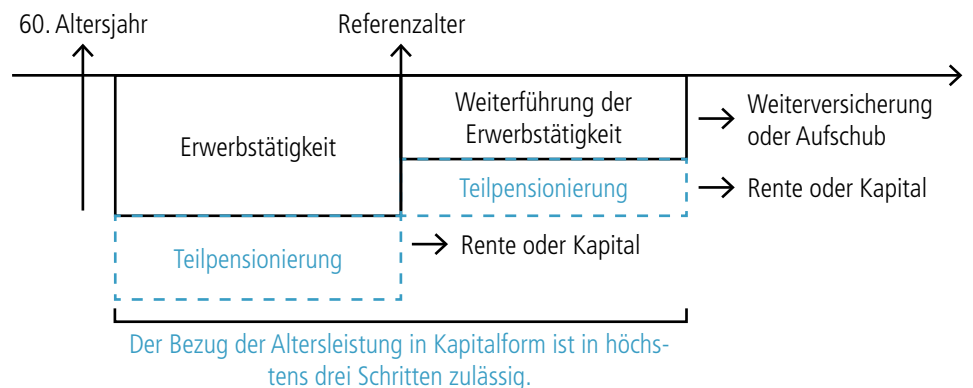 60. Altersjahr
Referenzalter
Erwerbstätigkeit
Weiterführung der
Erwerbstätigkeit
Weiterversicherung
oder Aufschub
Teilpensionierung
Rente oder Kapital
Teilpensionierung
Rente oder Kapital
Der Bezug der Altersleistung in Kapitalform ist in höchs-
tens drei Schritten zulässig.